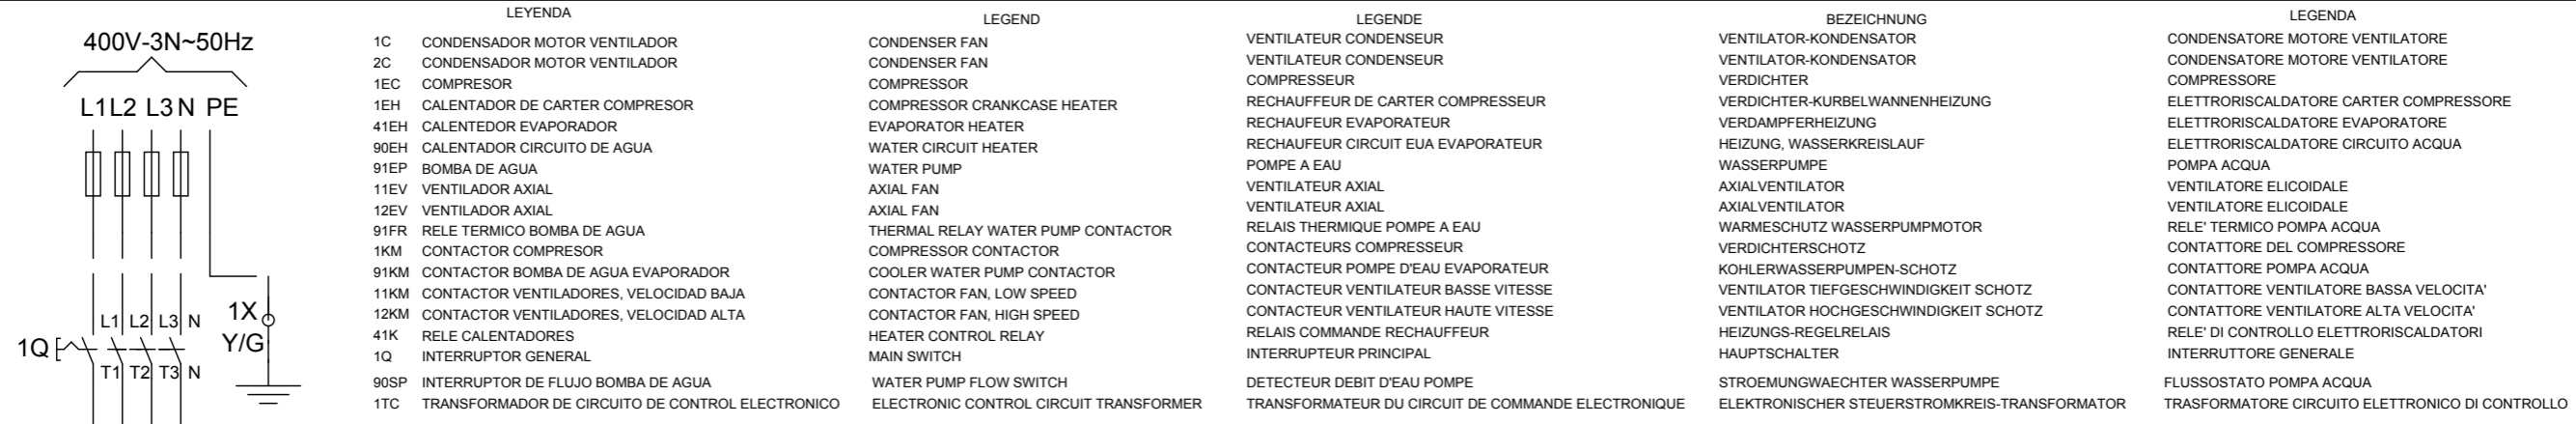 LEYENDA LEGEND LEGENDE BEZEICHNUNG LEGENDA
400V-3N~50Hz
L1 L2 L3 N PE
1C CONDENSADOR MOTOR VENTILADOR CONDENSER FAN VENTILATEUR CONDENSEUR VENTILATOR-KONDENSATOR CONDENSATORE MOTORE VENTILATORE
2C CONDENSADOR MOTOR VENTILADOR CONDENSER FAN VENTILATEUR CONDENSEUR VENTILATOR-KONDENSATOR CONDENSATORE MOTORE VENTILATORE
1EC COMPRESOR COMPRESSOR COMPRESSEUR VERDICHTER COMPRESSORE
1EH CALENTADOR DE CARTER COMPRESOR COMPRESSOR CRANKCASE HEATER RECHAUFFEUR DE CARTER COMPRESSEUR VERDICHTER-KURBELWANNENHEIZUNG ELETTRORISCALDATORE CARTER COMPRESSORE
41EH CALENTEDOR EVAPORADOR EVAPORATOR HEATER RECHAUFEUR EVAPORATEUR VERDAMPFERHEIZUNG ELETTRORISCALDATORE EVAPORATORE
90EH CALENTADOR CIRCUITO DE AGUA WATER CIRCUIT HEATER RECHAUFEUR CIRCUIT EUA EVAPORATEUR HEIZUNG, WASSERKREISLAUF ELETTRORISCALDATORE CIRCUITO ACQUA
91EP BOMBA DE AGUA WATER PUMP POMPE A EAU WASSERPUMPE POMPA ACQUA
11EV VENTILADOR AXIAL AXIAL FAN VENTILATEUR AXIAL AXIALVENTILATOR VENTILATORE ELICOIDALE
12EV VENTILADOR AXIAL AXIAL FAN VENTILATEUR AXIAL AXIALVENTILATOR VENTILATORE ELICOIDALE
91FR RELE TERMICO BOMBA DE AGUA THERMAL RELAY WATER PUMP CONTACTOR RELAIS THERMIQUE POMPE A EAU WARMESCHUTZ WASSERPUMPMOTOR RELE' TERMICO POMPA ACQUA
1KM CONTACTOR COMPRESOR COMPRESSOR CONTACTOR CONTACTEURS COMPRESSEUR VERDICHTERSCHOTZ CONTATTORE DEL COMPRESSORE
91KM CONTACTOR BOMBA DE AGUA EVAPORADOR COOLER WATER PUMP CONTACTOR CONTACTEUR POMPE D'EAU EVAPORATEUR KOHLERWASSERPUMPEN-SCHOTZ CONTATTORE POMPA ACQUA
11KM CONTACTOR VENTILADORES, VELOCIDAD BAJA CONTACTOR FAN, LOW SPEED CONTACTEUR VENTILATEUR BASSE VITESSE VENTILATOR TIEFGESCHWINDIGKEIT SCHOTZ CONTATTORE VENTILATORE BASSA VELOCITA'
12KM CONTACTOR VENTILADORES, VELOCIDAD ALTA CONTACTOR FAN, HIGH SPEED CONTACTEUR VENTILATEUR HAUTE VITESSE VENTILATOR HOCHGESCHWINDIGKEIT SCHOTZ CONTATTORE VENTILATORE ALTA VELOCITA'
41K RELE CALENTADORES HEATER CONTROL RELAY RELAIS COMMANDE RECHAUFFEUR HEIZUNGS-REGELRELAIS RELE' DI CONTROLLO ELETTRORISCALDATORI
1Q INTERRUPTOR GENERAL MAIN SWITCH INTERRUPTEUR PRINCIPAL HAUPTSCHALTER INTERRUTTORE GENERALE
90SP INTERRUPTOR DE FLUJO BOMBA DE AGUA WATER PUMP FLOW SWITCH DETECTEUR DEBIT D'EAU POMPE STROEMUNGWAECHTER WASSERPUMPE FLUSSOSTATO POMPA ACQUA
1TC TRANSFORMADOR DE CIRCUITO DE CONTROL ELECTRONICO ELECTRONIC CONTROL CIRCUIT TRANSFORMER TRANSFORMATEUR DU CIRCUIT DE COMMANDE ELECTRONIQUE ELEKTRONISCHER STEUERSTROMKREIS-TRANSFORMATOR TRASFORMATORE CIRCUITO ELETTRONICO DI CONTROLLO
1X
L1 L2 L3 N
Y/G
1Q
T1 T2 T3 N